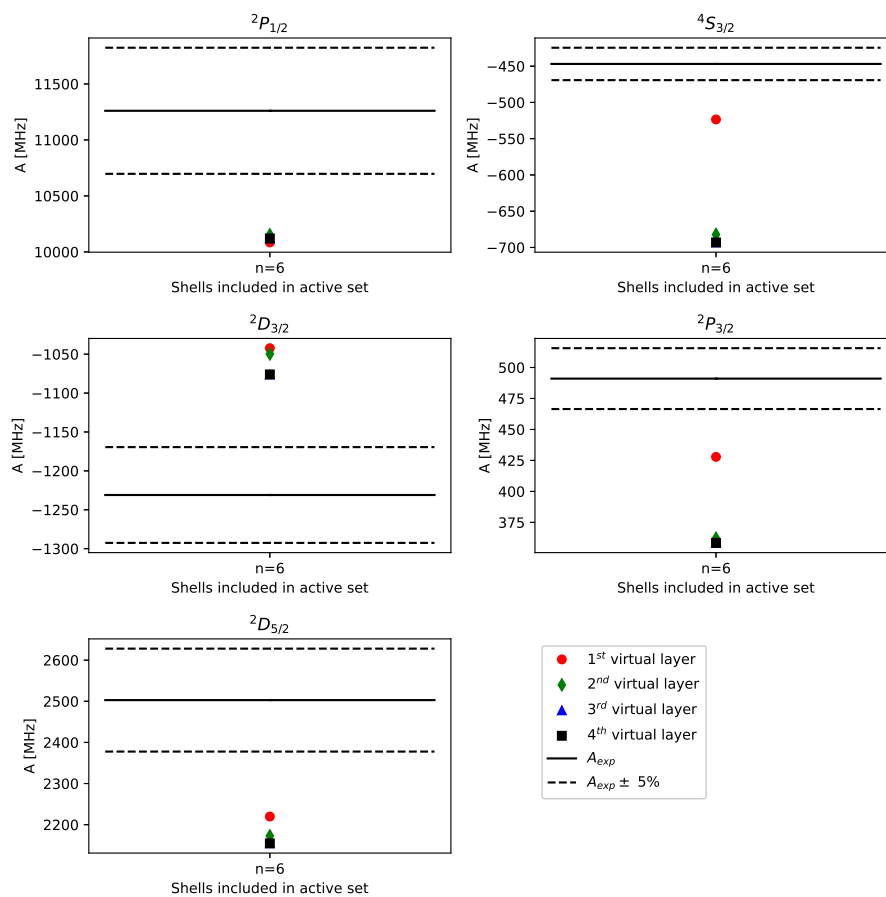 ²P₁/₂
11500
11000
10500
10000
A [MHz]
n=6
Shells included in active set
⁴S₃/₂
−450
−500
−550
−600
−650
−700
A [MHz]
n=6
Shells included in active set
²D₃/₂
−1050
−1100
−1150
−1200
−1250
−1300
A [MHz]
n=6
Shells included in active set
²P₃/₂
500
475
450
425
400
375
A [MHz]
n=6
Shells included in active set
²D₅/₂
2600
2500
2400
2300
2200
A [MHz]
n=6
Shells included in active set
1ˢᵗ virtual layer
2ⁿᵈ virtual layer
3ʳᵈ virtual layer
4ᵗʰ virtual layer
A_exp
A_exp ± 5%